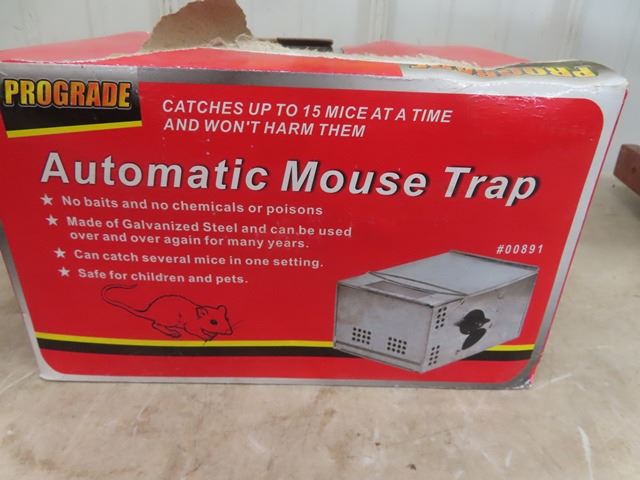 PROGRADE
CATCHES UP TO 15 MICE AT A TIME
AND WON'T HARM THEM
Automatic Mouse Trap
★ No baits and no chemicals or poisons
★ Made of Galvanized Steel and can be used
over and over again for many years.
★ Can catch several mice in one setting.
★ Safe for children and pets.
#00891
PROGRADE